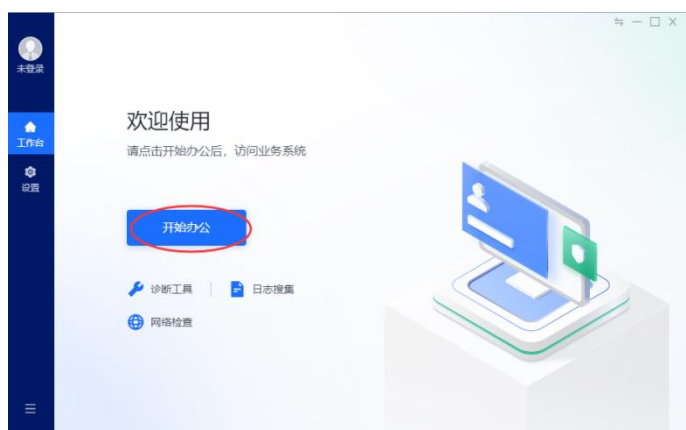 未登录
工作台
设置
欢迎使用
请点击开始办公后，访问业务系统
开始办公
诊断工具
日志搜集
网络检查